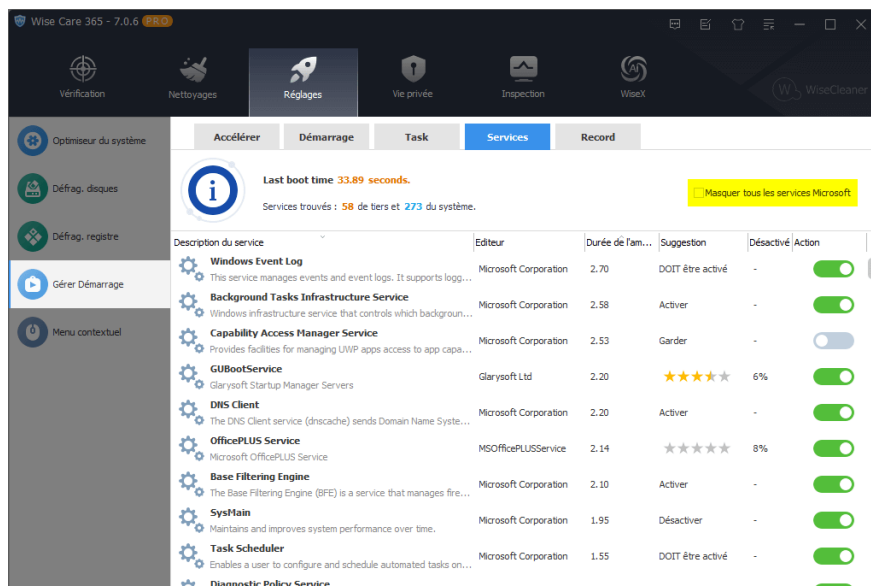 Wise Care 365 - 7.0.6 PRO
Vérification
Nettoyages
Réglages
Vie privée
Inspection
AI
WiseX
W WiseCleaner
Optimiseur du système
Défrag. disques
Défrag. registre
Gérer Démarrage
Menu contextuel
Accélérer Démarrage Task Services Record
Last boot time 33.89 seconds.
Services trouvés : 58 de tiers et 273 du système.
Masquer tous les services Microsoft
Description du service Editeur Durée de l'am... Suggestion Désactivé Action
Windows Event Log
This service manages events and event logs. It supports logg... Microsoft Corporation 2.70 DOIT être activé -
Background Tasks Infrastructure Service
Windows infrastructure service that controls which backgroun... Microsoft Corporation 2.58 Activer -
Capability Access Manager Service
Provides facilities for managing UWP apps access to app capa... Microsoft Corporation 2.53 Garder -
GUBootService
Glarysoft Startup Manager Servers Glarysoft Ltd 2.20 6%
DNS Client
The DNS Client service (dnscache) sends Domain Name Syste... Microsoft Corporation 2.20 Activer -
OfficePLUS Service
Microsoft OfficePLUS Service MSOfficePLUSService 2.14 8%
Base Filtering Engine
The Base Filtering Engine (BFE) is a service that manages fire... Microsoft Corporation 2.10 Activer -
SysMain
Maintains and improves system performance over time. Microsoft Corporation 1.95 Désactiver -
Task Scheduler
Enables a user to configure and schedule automated tasks on... Microsoft Corporation 1.55 DOIT être activé -
Diagnostic Policy Service